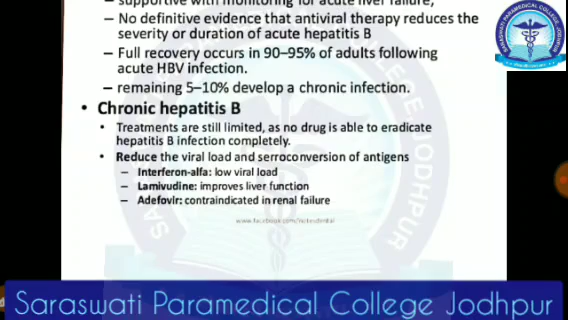 – supportive with monitoring for acute liver failure,
– No definitive evidence that antiviral therapy reduces the
severity or duration of acute hepatitis B
– Full recovery occurs in 90–95% of adults following
acute HBV infection.
– remaining 5–10% develop a chronic infection.
• Chronic hepatitis B
• Treatments are still limited, as no drug is able to eradicate
hepatitis B infection completely.
• Reduce the viral load and serroconversion of antigens
– Interferon-alfa: low viral load
– Lamivudine: improves liver function
– Adefovir: contraindicated in renal failure
SARASWATI PARAMEDICAL COLLEGE, JODHPUR
Saraswati Paramedical College Jodhpur